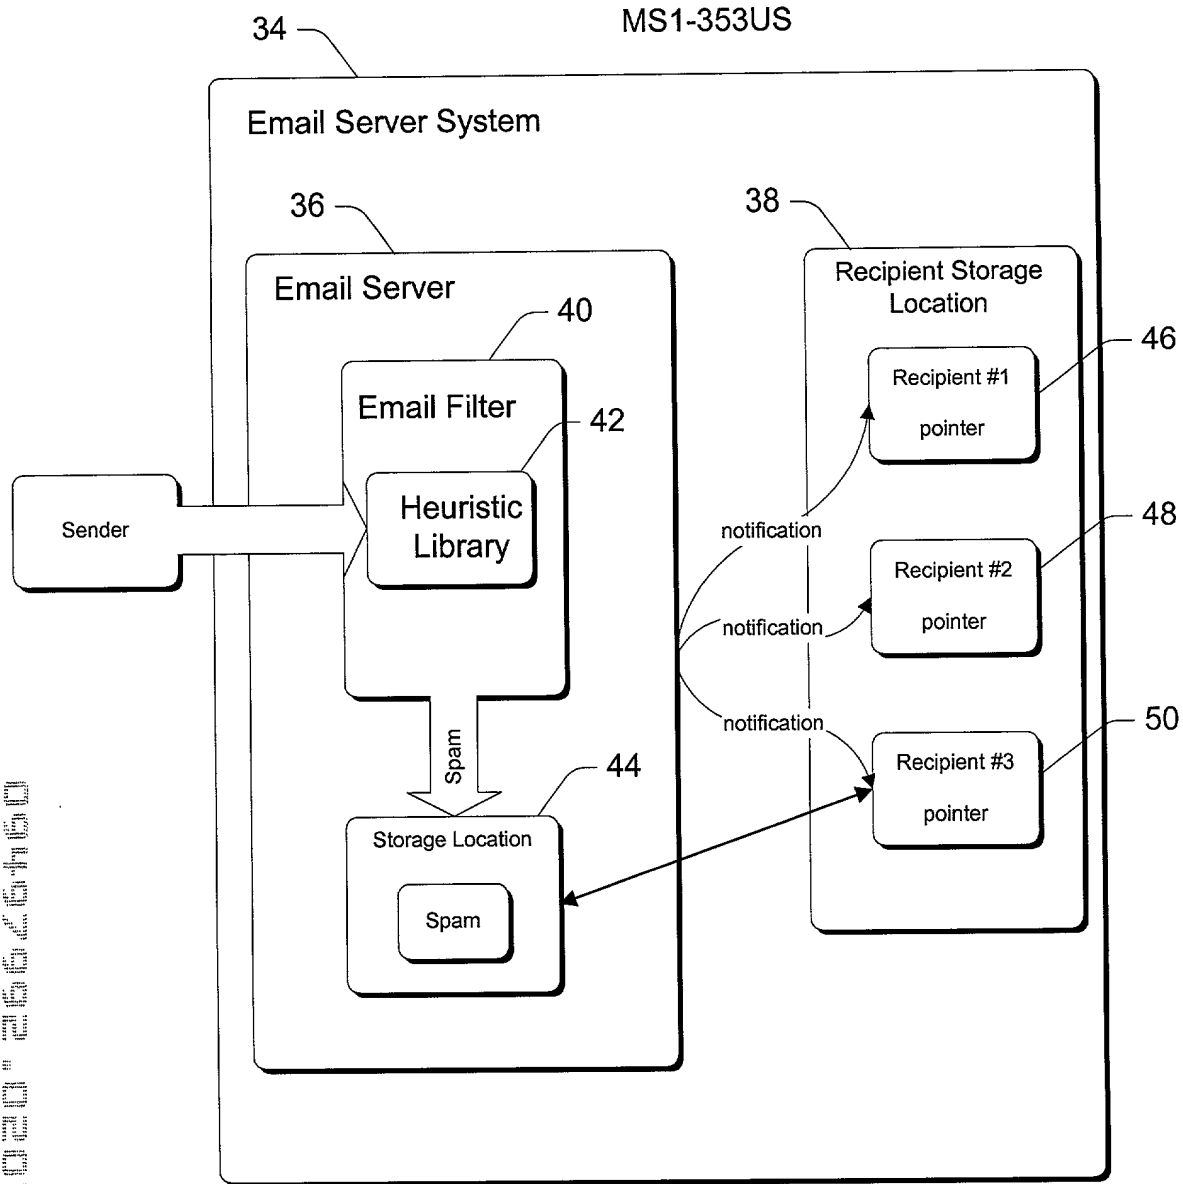 MS1-353US
34
Email Server System
36
38
Email Server
Recipient Storage
Location
40
46
Recipient #1
pointer
Email Filter
42
Heuristic
Library
Sender
notification
48
Recipient #2
pointer
notification
notification
50
Recipient #3
pointer
Spam
44
Storage Location
Spam